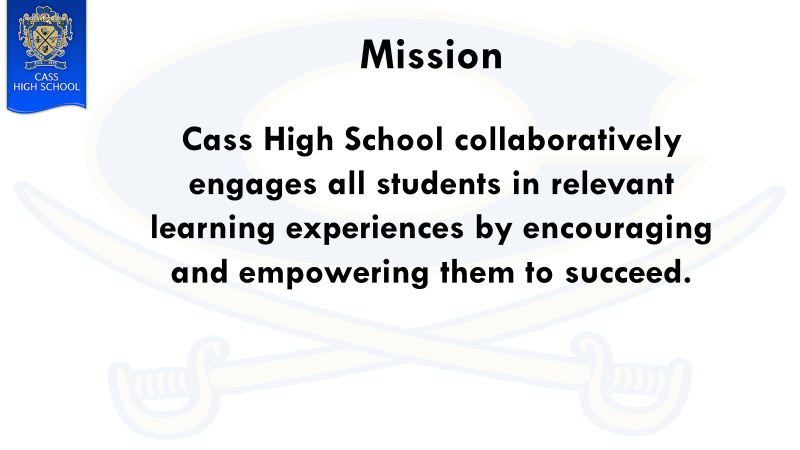 CASS
HIGH SCHOOL
Mission
Cass High School collaboratively
engages all students in relevant
learning experiences by encouraging
and empowering them to succeed.